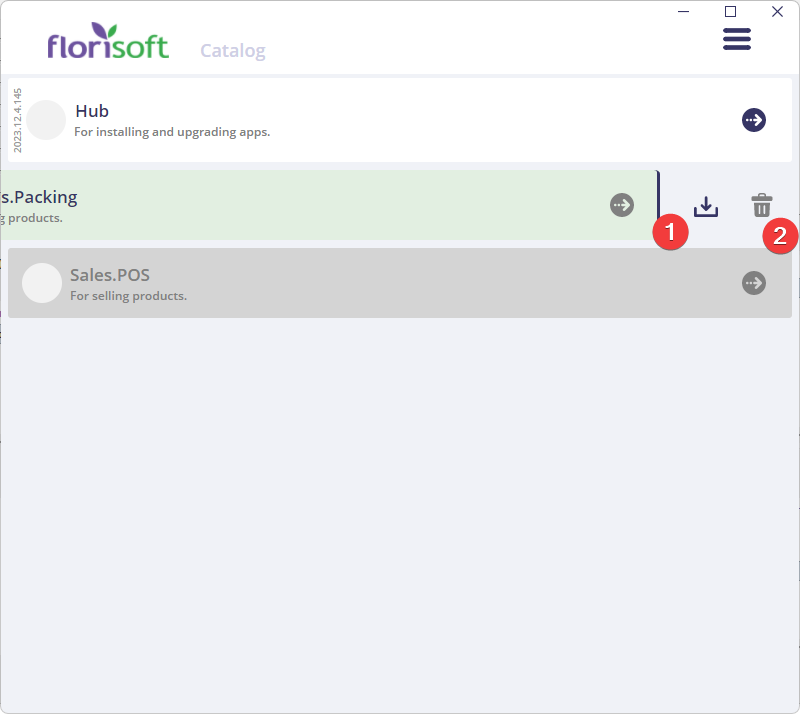 florisoft
Catalog
2023.12.4.145
Hub
For installing and upgrading apps.
s.Packing
g products.
1
2
Sales.POS
For selling products.